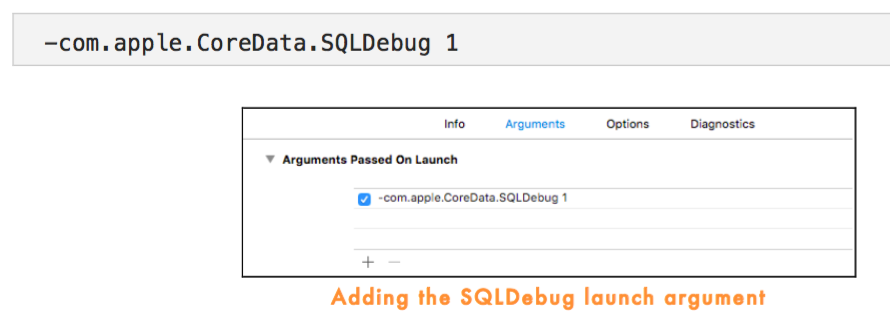 -com.apple.CoreData.SQLDebug 1
Info Arguments Options Diagnostics
Arguments Passed On Launch
-com.apple.CoreData.SQLDebug 1
+ −
Adding the SQLDebug launch argument